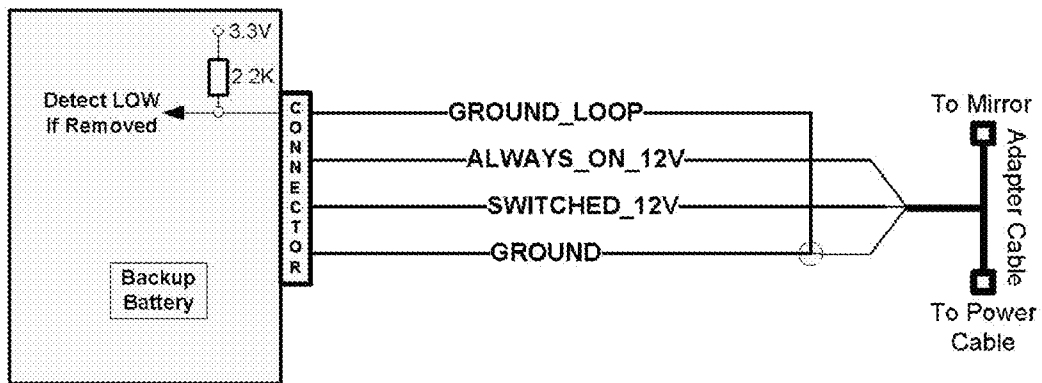 3.3V
2.2K
Detect LOW
if Removed
CONNECTOR
GROUND_LOOP
ALWAYS_ON_12V
SWITCHED_12V
GROUND
Backup
Battery
To Mirror
Adapter Cable
To Power
Cable